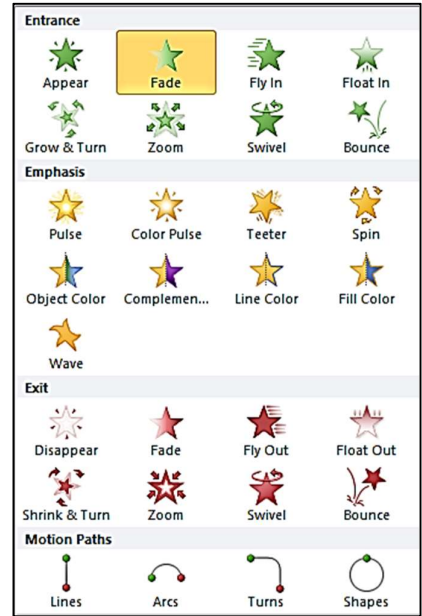 Entrance
Appear Fade Fly In Float In
Grow & Turn Zoom Swivel Bounce
Emphasis
Pulse Color Pulse Teeter Spin
Object Color Complemen... Line Color Fill Color
Wave
Exit
Disappear Fade Fly Out Float Out
Shrink & Turn Zoom Swivel Bounce
Motion Paths
Lines Arcs Turns Shapes